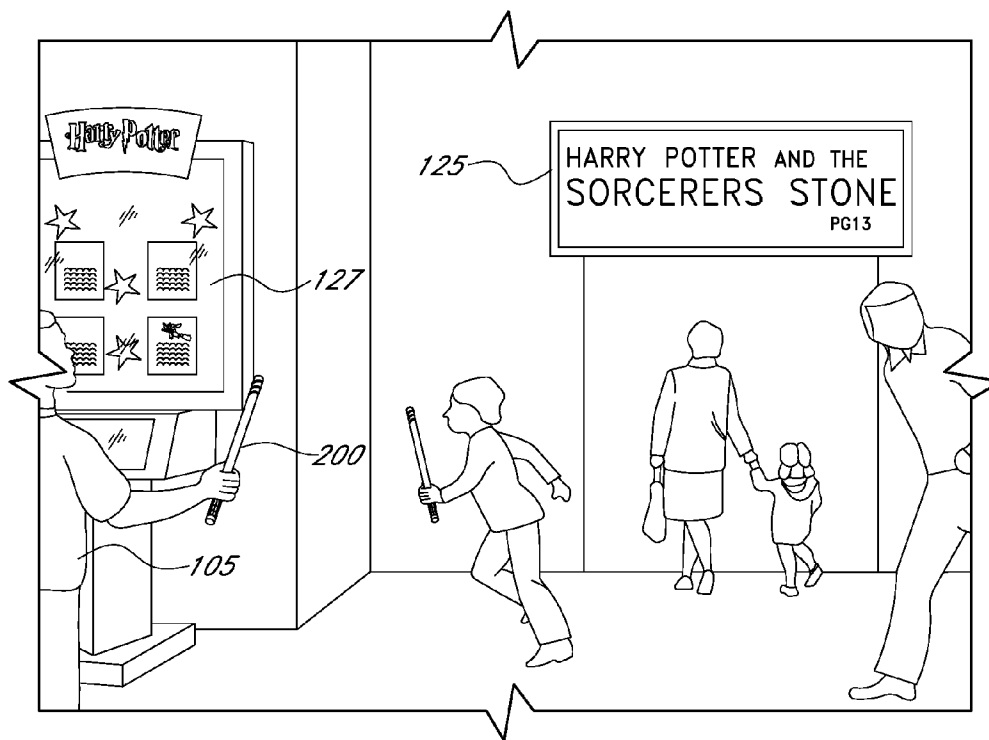 Harry Potter
125
HARRY POTTER AND THE
SORCERERS STONE
PG13
127
200
105